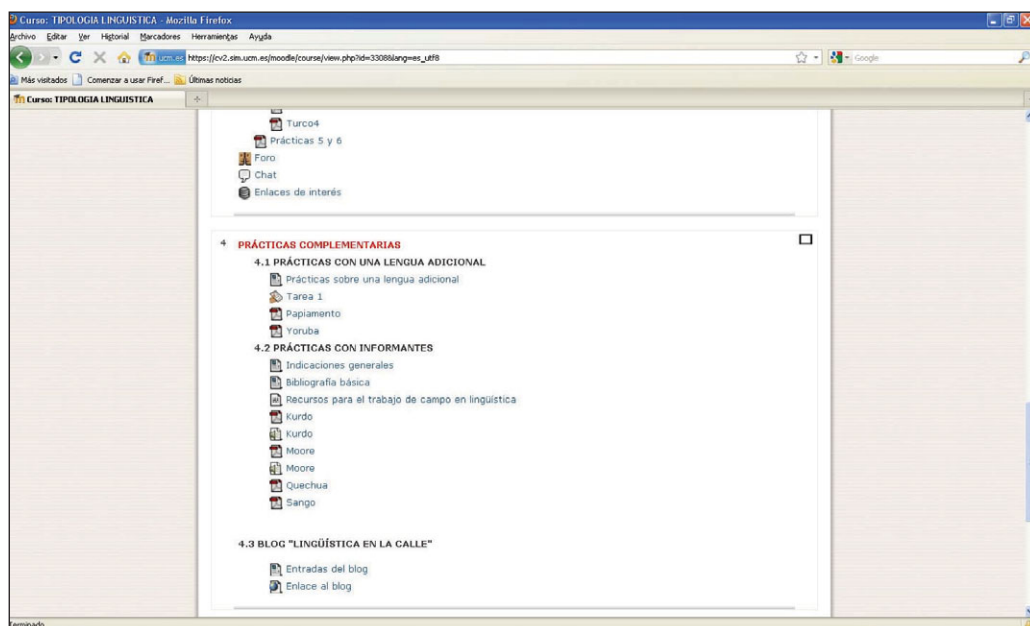 Curso: TIPOLOGIA LINGUISTICA - Mozilla Firefox
Archivo Editar Ver Historial Marcadores Herramientas Ayuda
ucm.es https://cv2.sim.ucm.es/moodle/course/view.php?id=33088&lang=es_utf8 Google
Más visitados Comenzar a usar Firef... Últimas noticias
Curso: TIPOLOGIA LINGUISTICA
Turco4
Prácticas 5 y 6
Foro
Chat
Enlaces de interés
4 PRÁCTICAS COMPLEMENTARIAS
4.1 PRÁCTICAS CON UNA LENGUA ADICIONAL
Prácticas sobre una lengua adicional
Tarea 1
Papiamento
Yoruba
4.2 PRÁCTICAS CON INFORMANTES
Indicaciones generales
Bibliografía básica
Recursos para el trabajo de campo en lingüística
Kurdo
Kurdo
Moore
Moore
Quechua
Sango
4.3 BLOG "LINGÜÍSTICA EN LA CALLE"
Entradas del blog
Enlace al blog
Terminado